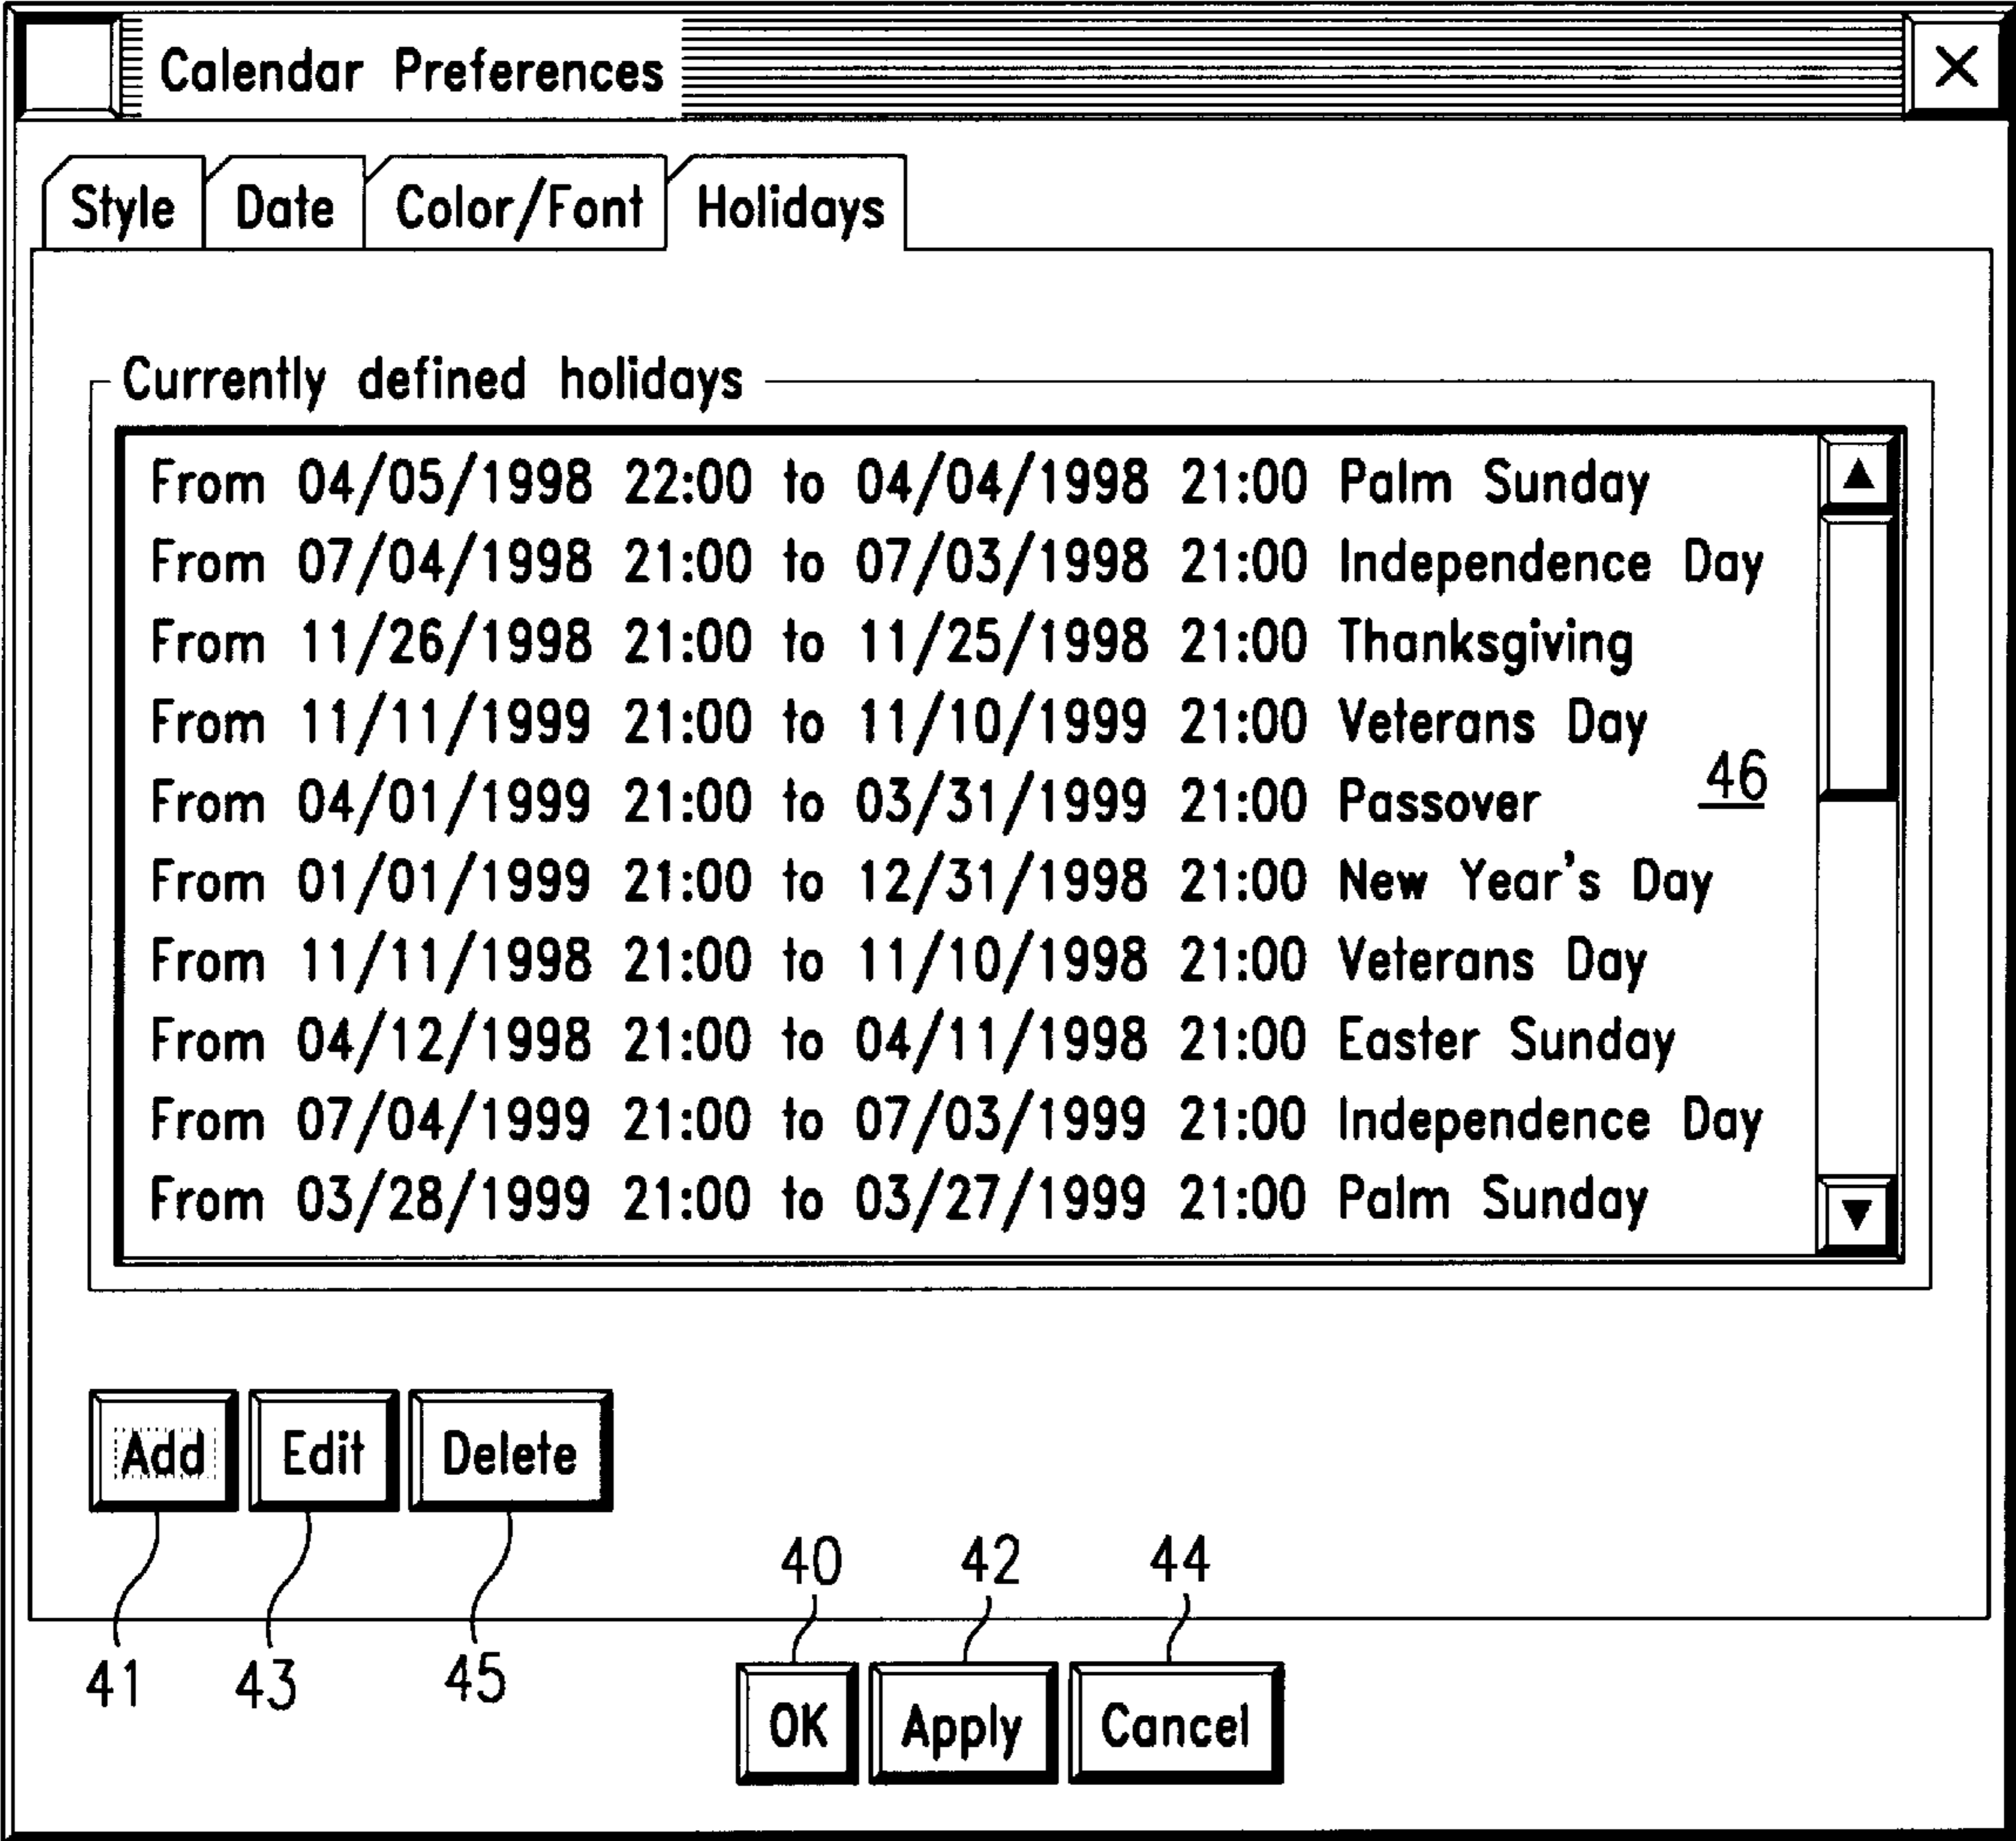 Calendar Preferences
Style Date Color/Font Holidays
Currently defined holidays
From 04/05/1998 22:00 to 04/04/1998 21:00 Palm Sunday
From 07/04/1998 21:00 to 07/03/1998 21:00 Independence Day
From 11/26/1998 21:00 to 11/25/1998 21:00 Thanksgiving
From 11/11/1999 21:00 to 11/10/1999 21:00 Veterans Day
46
From 04/01/1999 21:00 to 03/31/1999 21:00 Passover
From 01/01/1999 21:00 to 12/31/1998 21:00 New Year's Day
From 11/11/1998 21:00 to 11/10/1998 21:00 Veterans Day
From 04/12/1998 21:00 to 04/11/1998 21:00 Easter Sunday
From 07/04/1999 21:00 to 07/03/1999 21:00 Independence Day
From 03/28/1999 21:00 to 03/27/1999 21:00 Palm Sunday
Add Edit Delete
40 42 44
41 43 45
OK Apply Cancel